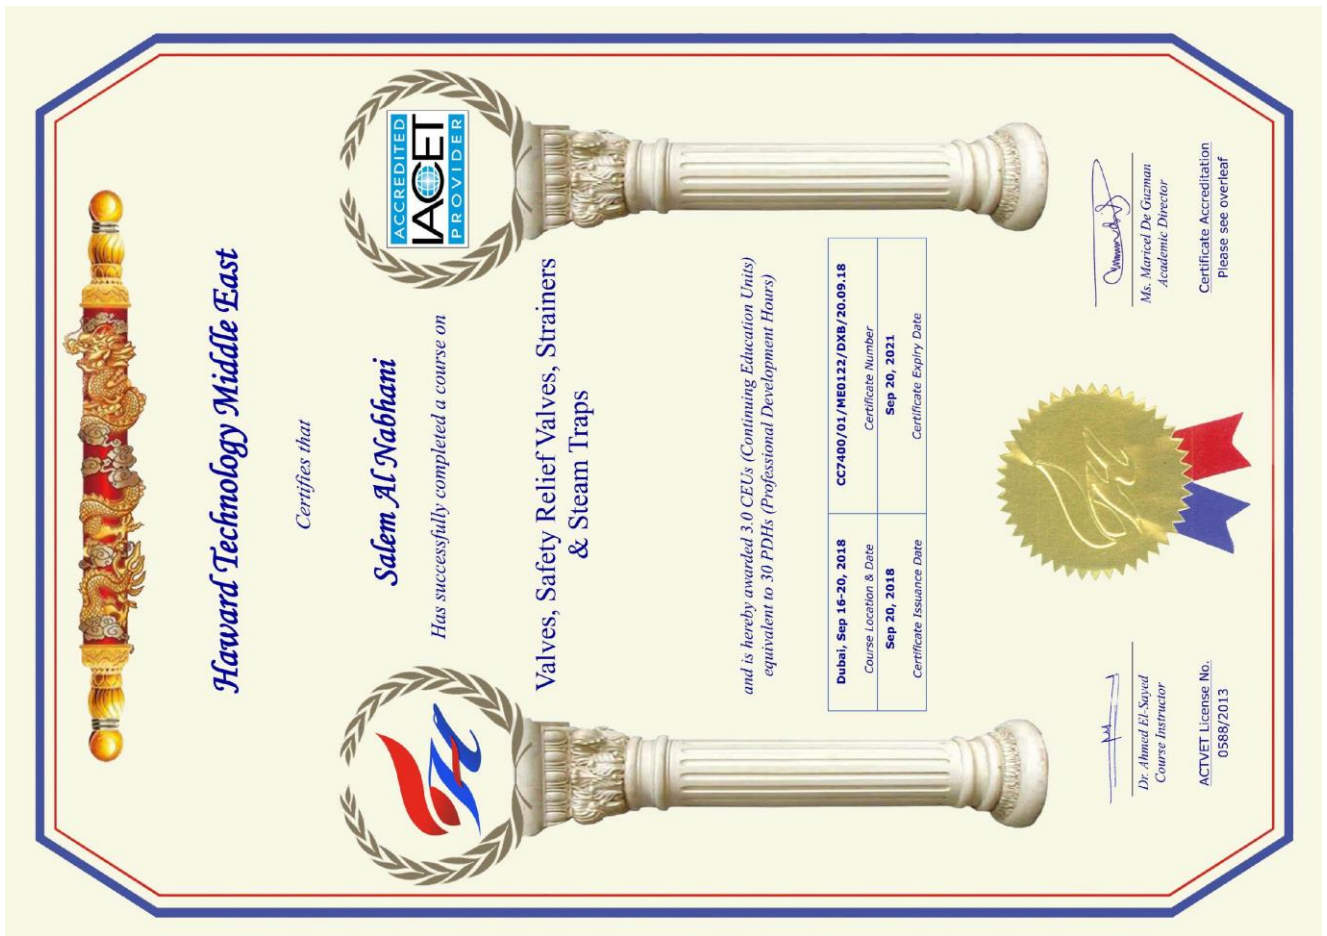 Haward Technology Middle East
Certifies that
ACCREDITED
IACET
PROVIDER
Salem Al Nabhani
Has successfully completed a course on
Valves, Safety Relief Valves, Strainers
& Steam Traps
and is hereby awarded 3.0 CEUs (Continuing Education Units)
equivalent to 30 PDHs (Professional Development Hours)
Dubai, Sep 16-20, 2018
Course Location & Date
CC7400/01/ME0122/DXB/20.09.18
Certificate Number
Sep 20, 2018
Certificate Issuance Date
Sep 20, 2021
Certificate Expiry Date
Dr. Ahmed El-Sayed
Course Instructor
Ms. Maricel De Guzman
Academic Director
ACTVET License No.
0588/2013
Certificate Accreditation
Please see overleaf